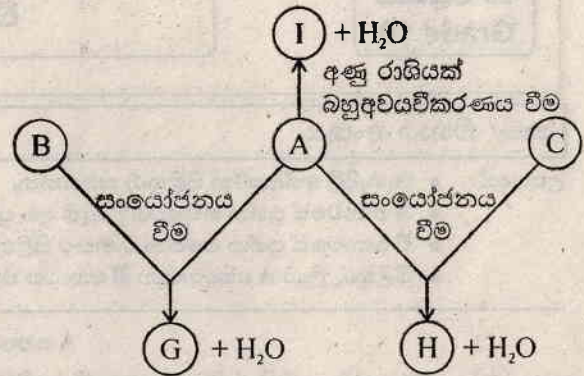 I + H₂O
අණු රාශියක්
බහුඅවයවීකරණය වීම
B A C
සංයෝජනය
වීම
සංයෝජනය
වීම
G + H₂O
H + H₂O